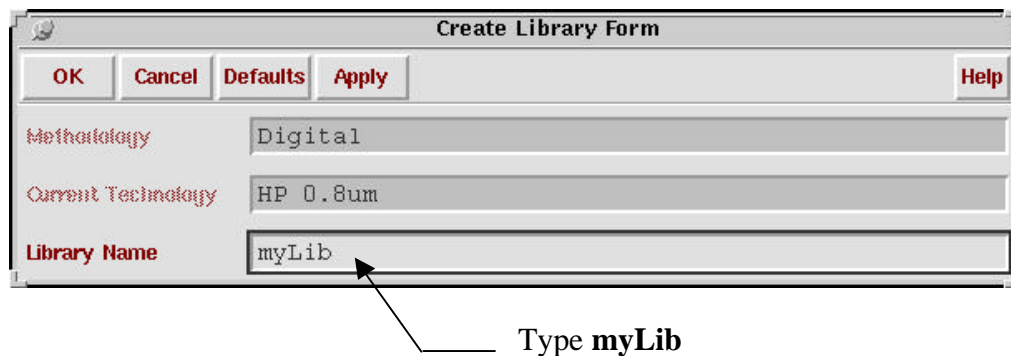 Create Library Form
OK Cancel Defaults Apply Help
Methodology Digital
Current Technology HP 0.8um
Library Name myLib
Type myLib